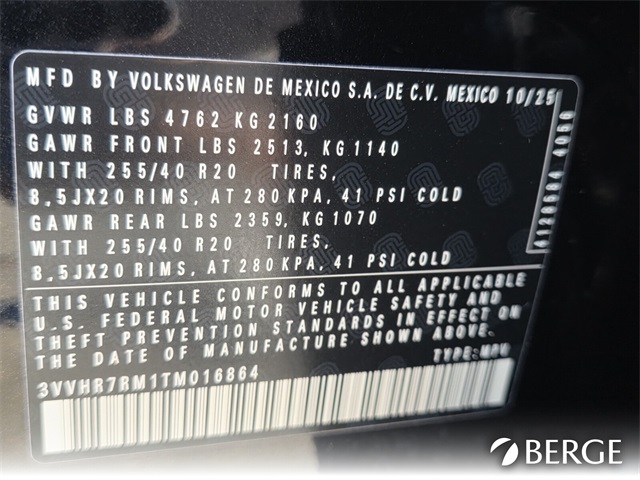 MFD BY VOLKSWAGEN DE MEXICO S.A. DE C.V. MEXICO 10/25
GVWR LBS 4762 KG 2160
GAWR FRONT LBS 2513, KG 1140
WITH 255/40 R20 TIRES,
8,5JX20 RIMS, AT 280 KPA, 41 PSI COLD
GAWR REAR LBS 2359, KG 1070
WITH 255/40 R20 TIRES,
8,5JX20 RIMS, AT 280 KPA, 41 PSI COLD
THIS VEHICLE CONFORMS TO ALL APPLICABLE
U.S. FEDERAL MOTOR VEHICLE SAFETY AND
THEFT PREVENTION STANDARDS IN EFFECT ON
THE DATE OF MANUFACTURE SHOWN ABOVE.
TYPE: MPV
3VVHR7RM1TM016864
BERGE